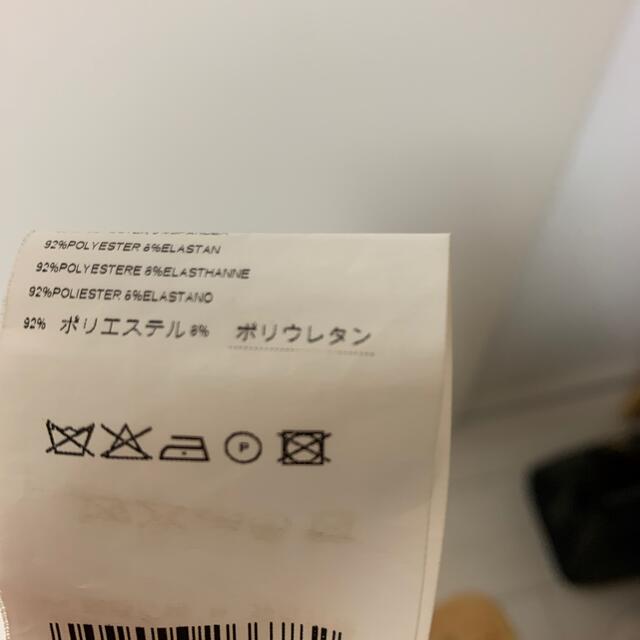 92%POLYESTER 8%ELASTAN
92%POLYESTERE 8%ELASTHANNE
92%POLIESTER 8%ELASTANO
92% ポリエステル 8% ポリウレタン
P